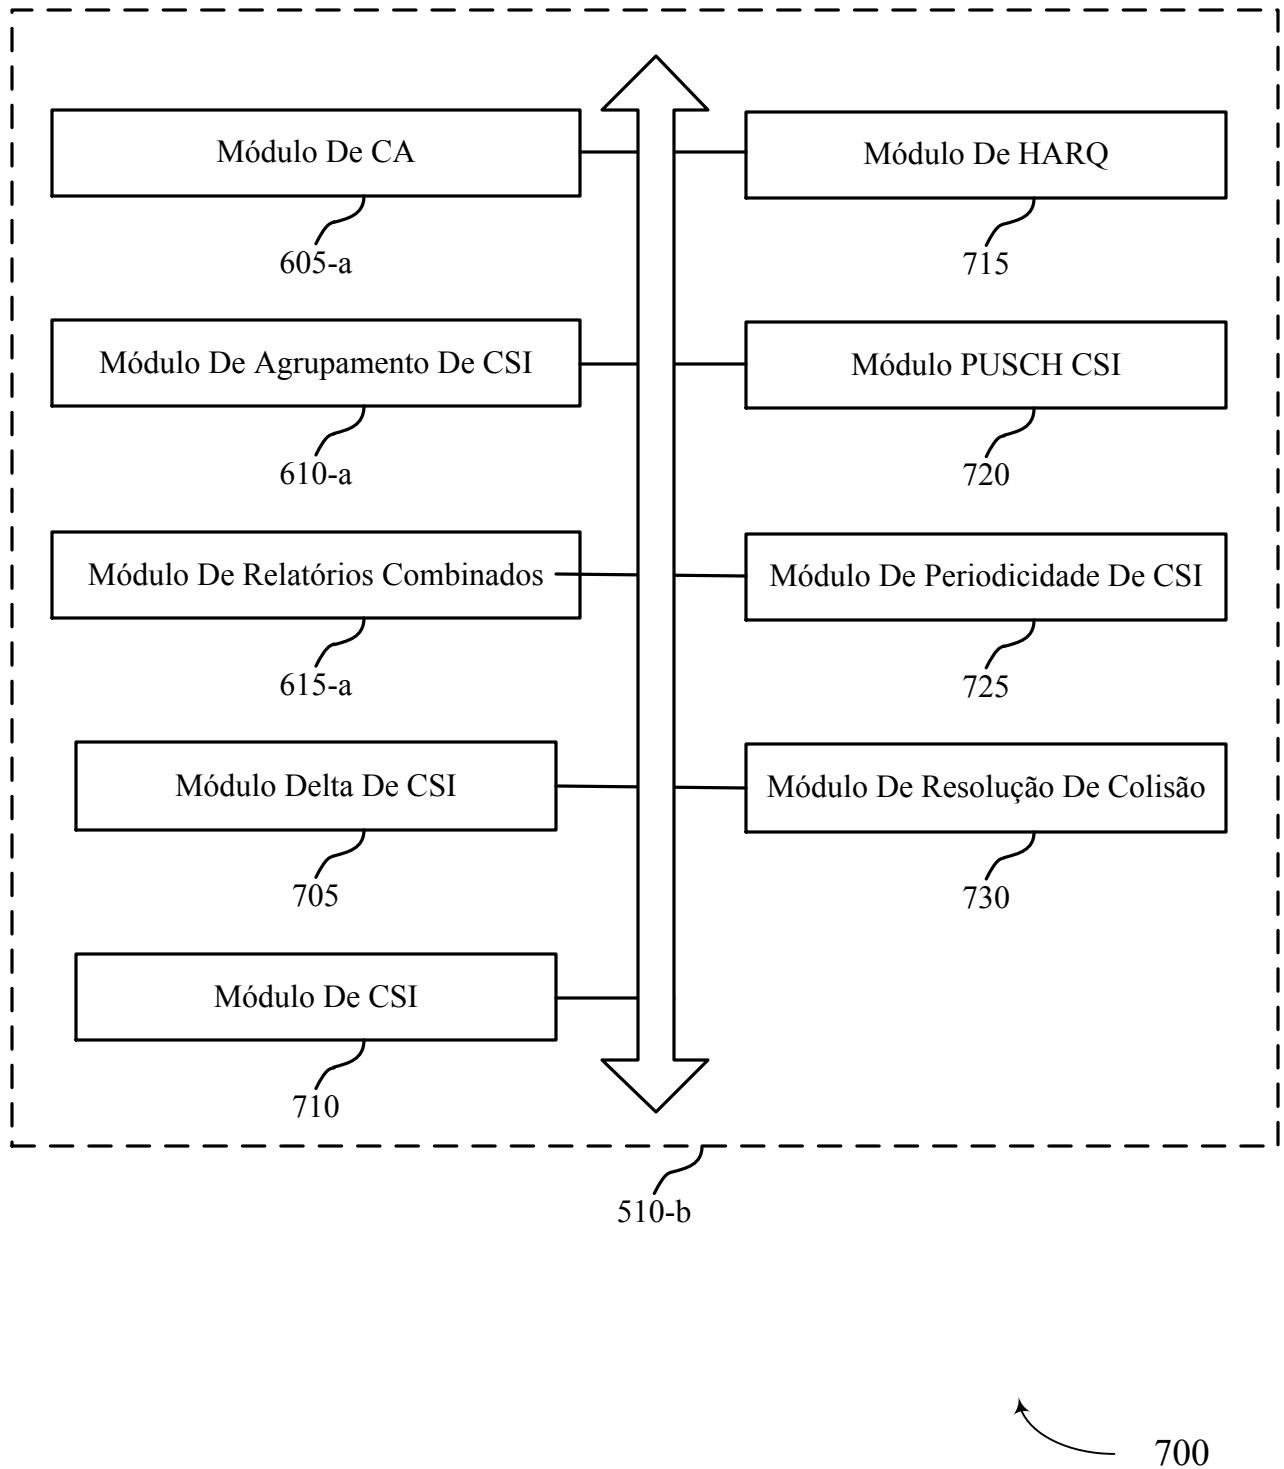 Módulo De CA
605-a
Módulo De Agrupamento De CSI
610-a
Módulo De Relatórios Combinados
615-a
Módulo Delta De CSI
705
Módulo De CSI
710
Módulo De HARQ
715
Módulo PUSCH CSI
720
Módulo De Periodicidade De CSI
725
Módulo De Resolução De Colisão
730
510-b
700